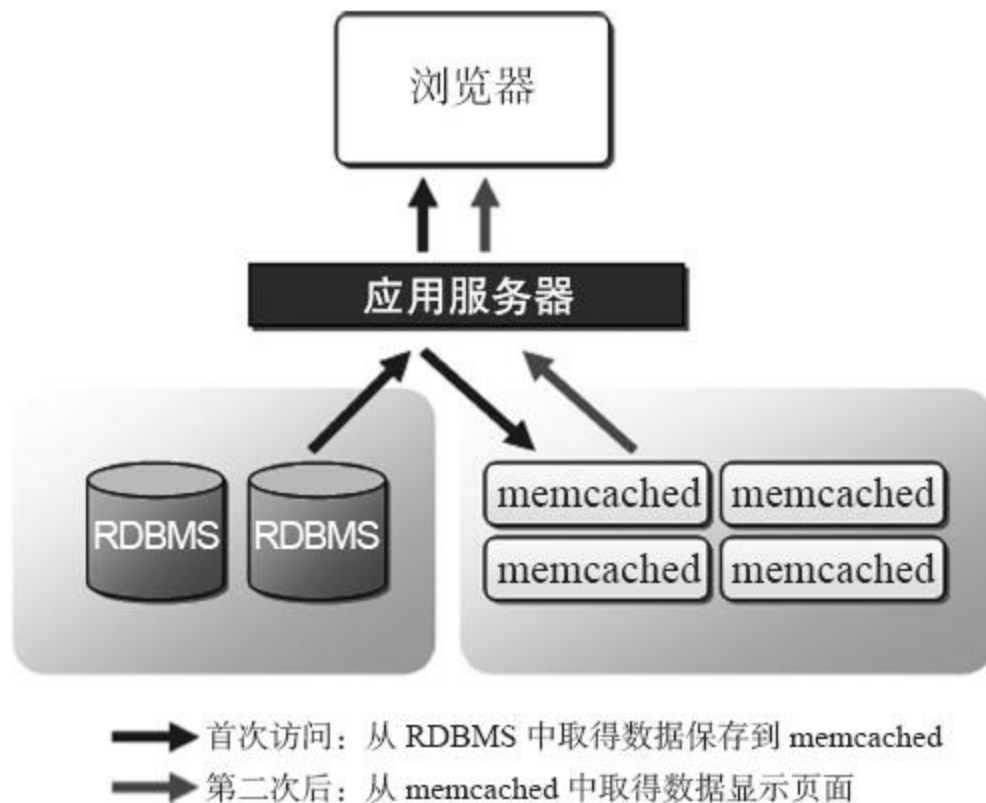 浏览器
应用服务器
RDBMS RDBMS
memcached memcached
memcached memcached
首次访问：从 RDBMS 中取得数据保存到 memcached
第二次后：从 memcached 中取得数据显示页面